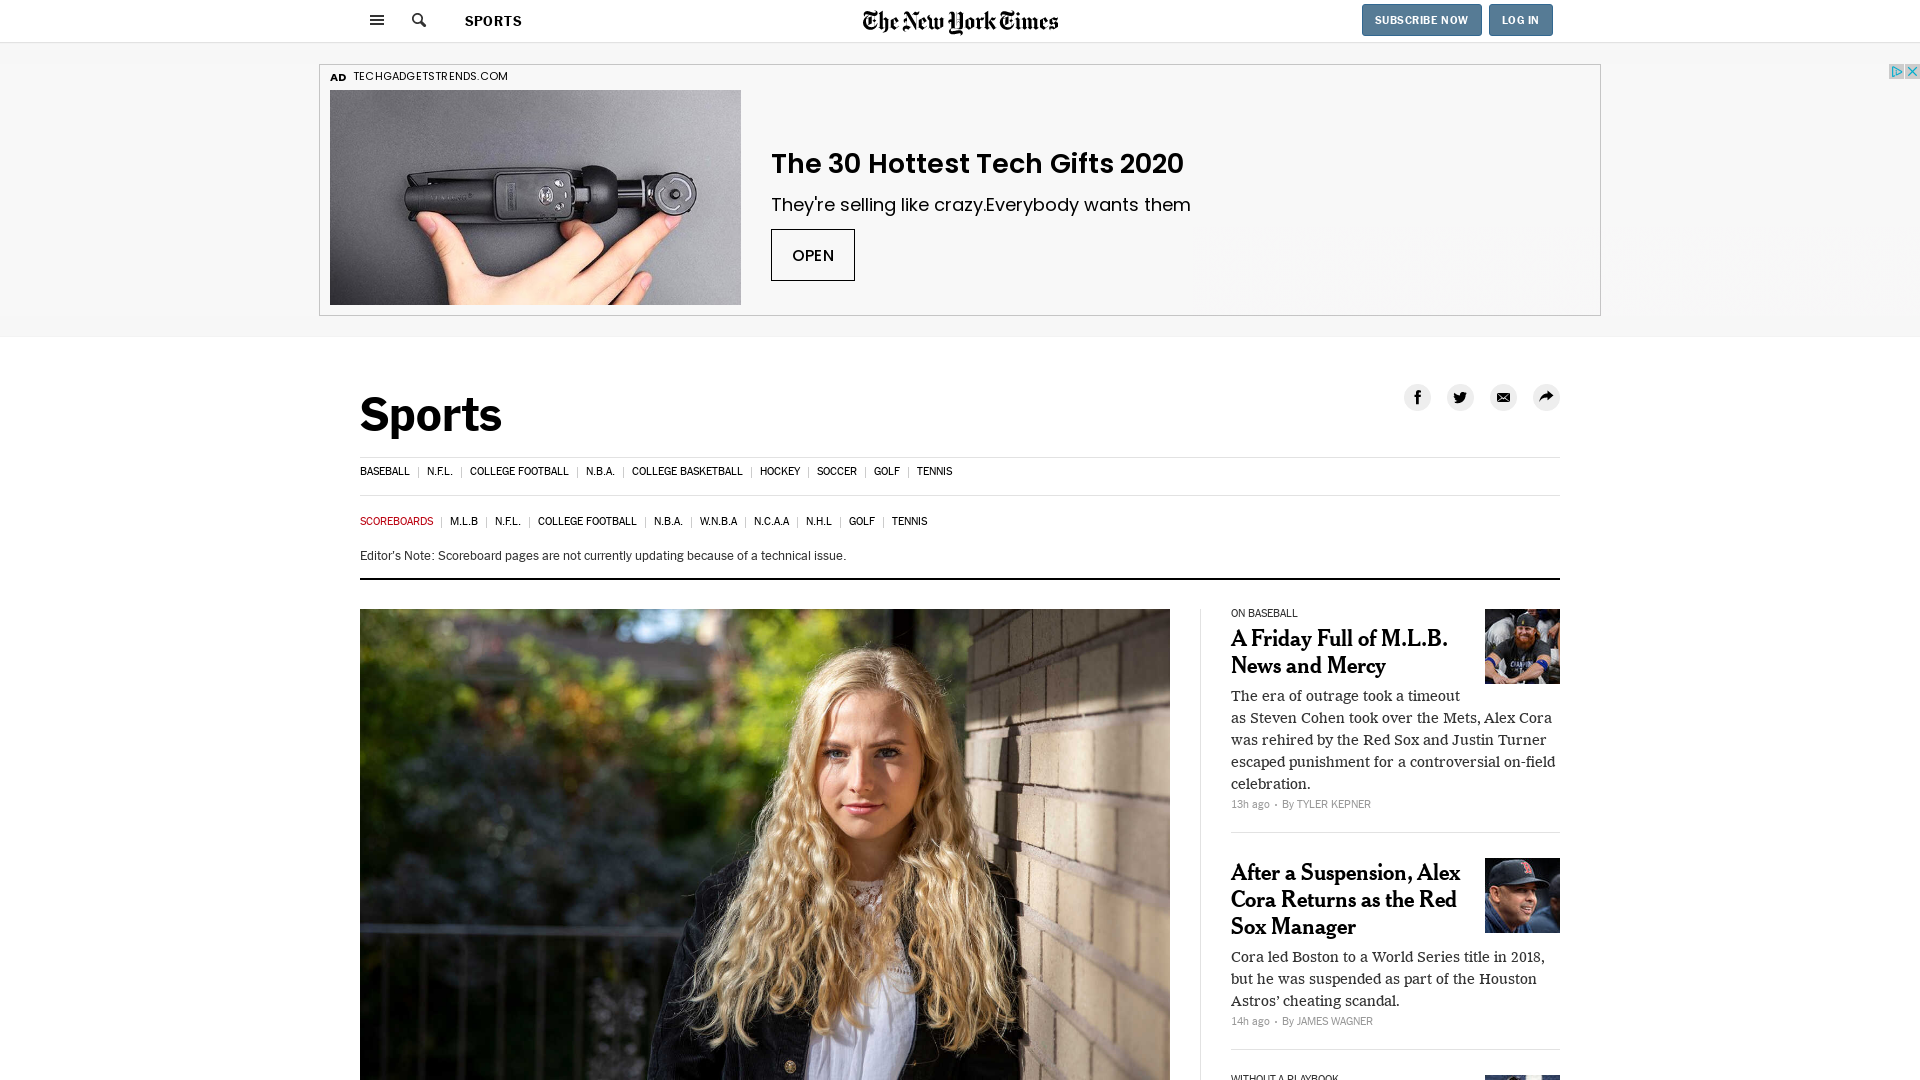 SPORTS
The New York Times
SUBSCRIBE NOW
LOG IN
AD TECHGADGETSTRENDS.COM
The 30 Hottest Tech Gifts 2020
They're selling like crazy.Everybody wants them
OPEN
Sports
BASEBALL
N.F.L.
COLLEGE FOOTBALL
N.B.A.
COLLEGE BASKETBALL
HOCKEY
SOCCER
GOLF
TENNIS
SCOREBOARDS
M.L.B
N.F.L.
COLLEGE FOOTBALL
N.B.A.
W.N.B.A
N.C.A.A
N.H.L
GOLF
TENNIS
Editor's Note: Scoreboard pages are not currently updating because of a technical issue.
ON BASEBALL
A Friday Full of M.L.B.
News and Mercy
The era of outrage took a timeout
as Steven Cohen took over the Mets, Alex Cora
was rehired by the Red Sox and Justin Turner
escaped punishment for a controversial on-field
celebration.
13h ago • By TYLER KEPNER
After a Suspension, Alex
Cora Returns as the Red
Sox Manager
Cora led Boston to a World Series title in 2018,
but he was suspended as part of the Houston
Astros’ cheating scandal.
14h ago • By JAMES WAGNER
WITHOUT A PLAYBOOK